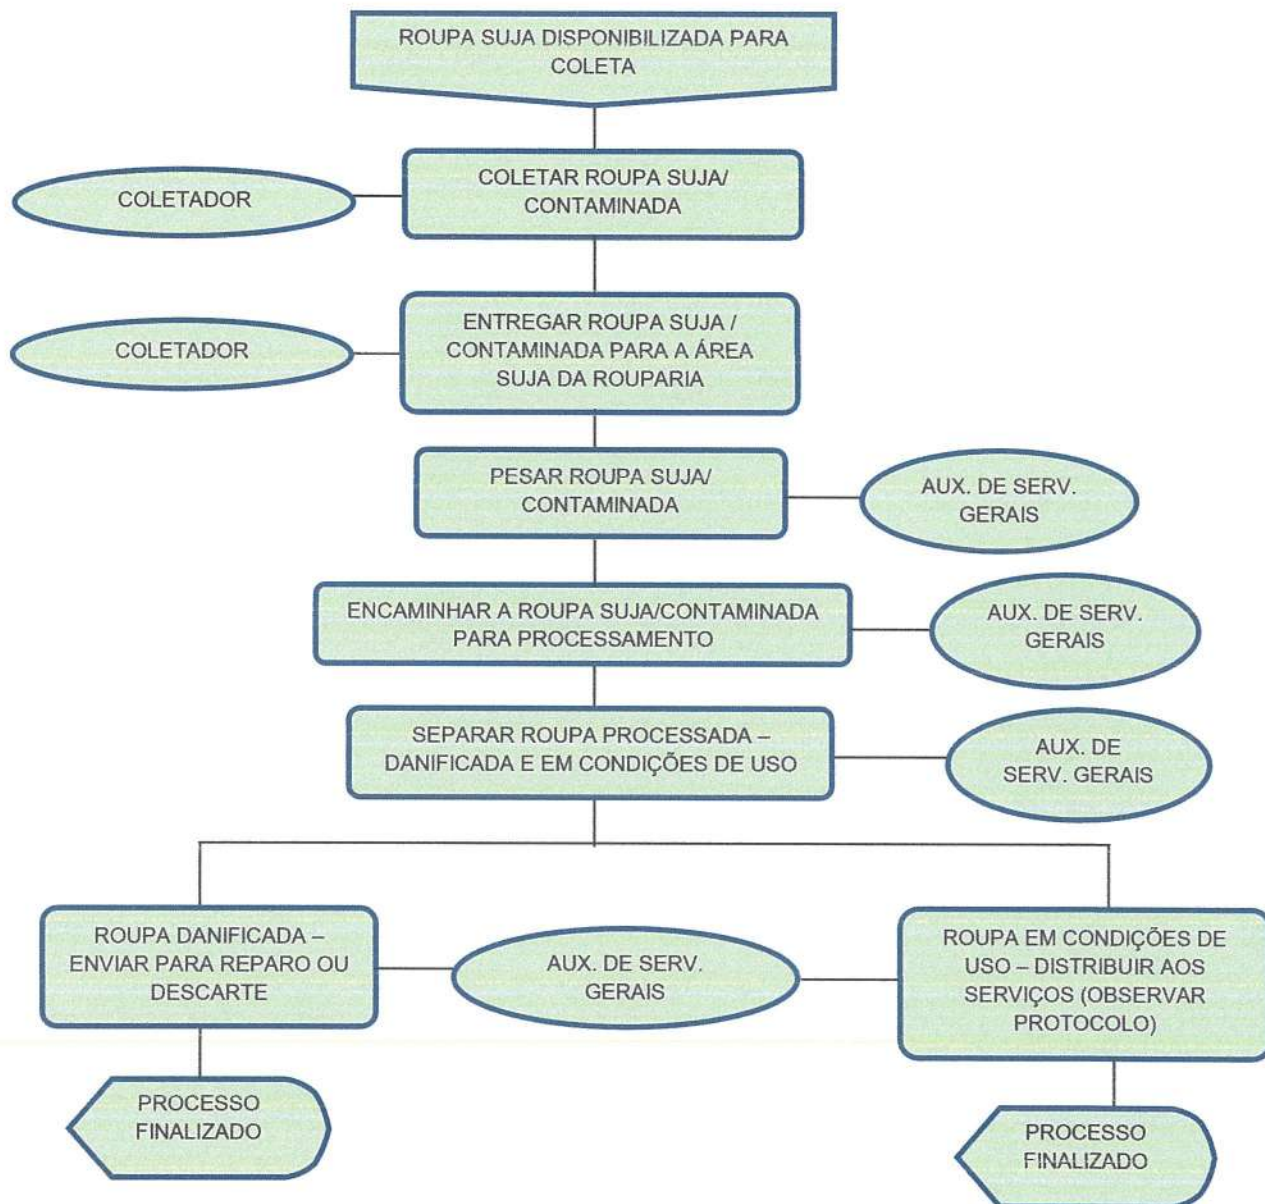 ROUPA SUJA DISPONIBILIZADA PARA
COLETA
COLETADOR
COLETAR ROUPA SUJA/
CONTAMINADA
COLETADOR
ENTREGAR ROUPA SUJA /
CONTAMINADA PARA A ÁREA
SUJA DA ROUPARIA
PESAR ROUPA SUJA/
CONTAMINADA
AUX. DE SERV.
GERAIS
ENCAMINHAR A ROUPA SUJA/CONTAMINADA
PARA PROCESSAMENTO
AUX. DE SERV.
GERAIS
SEPARAR ROUPA PROCESSADA –
DANIFICADA E EM CONDIÇÕES DE USO
AUX. DE
SERV. GERAIS
ROUPA DANIFICADA –
ENVIAR PARA REPARO OU
DESCARTE
AUX. DE SERV.
GERAIS
ROUPA EM CONDIÇÕES DE
USO – DISTRIBUIR AOS
SERVIÇOS (OBSERVAR
PROTOCOLO)
PROCESSO
FINALIZADO
PROCESSO
FINALIZADO